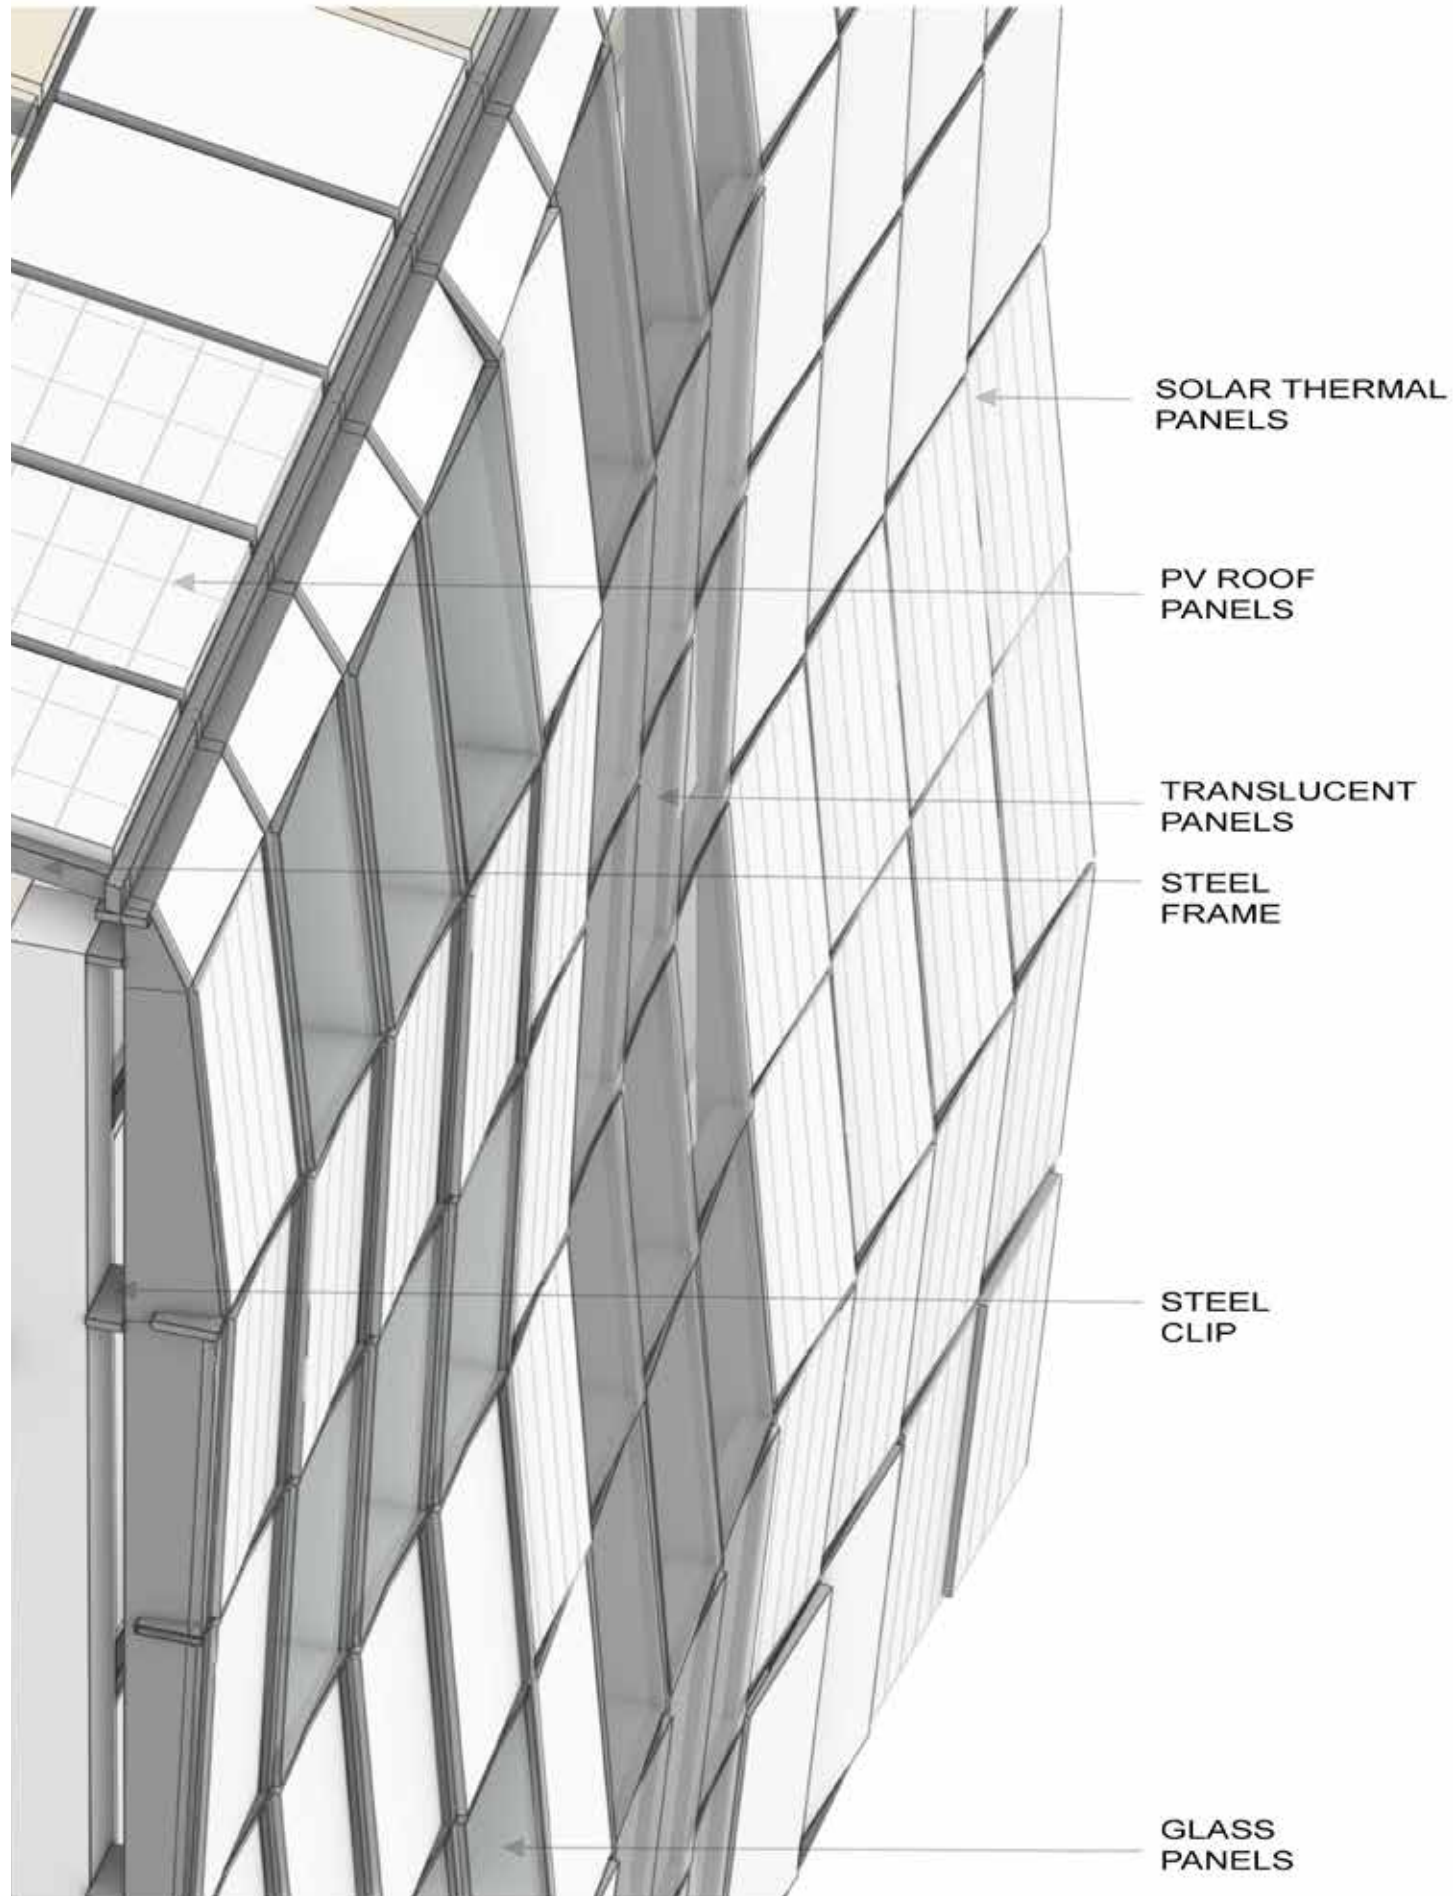 SOLAR THERMAL
PANELS
PV ROOF
PANELS
TRANSLUCENT
PANELS
STEEL
FRAME
STEEL
CLIP
GLASS
PANELS